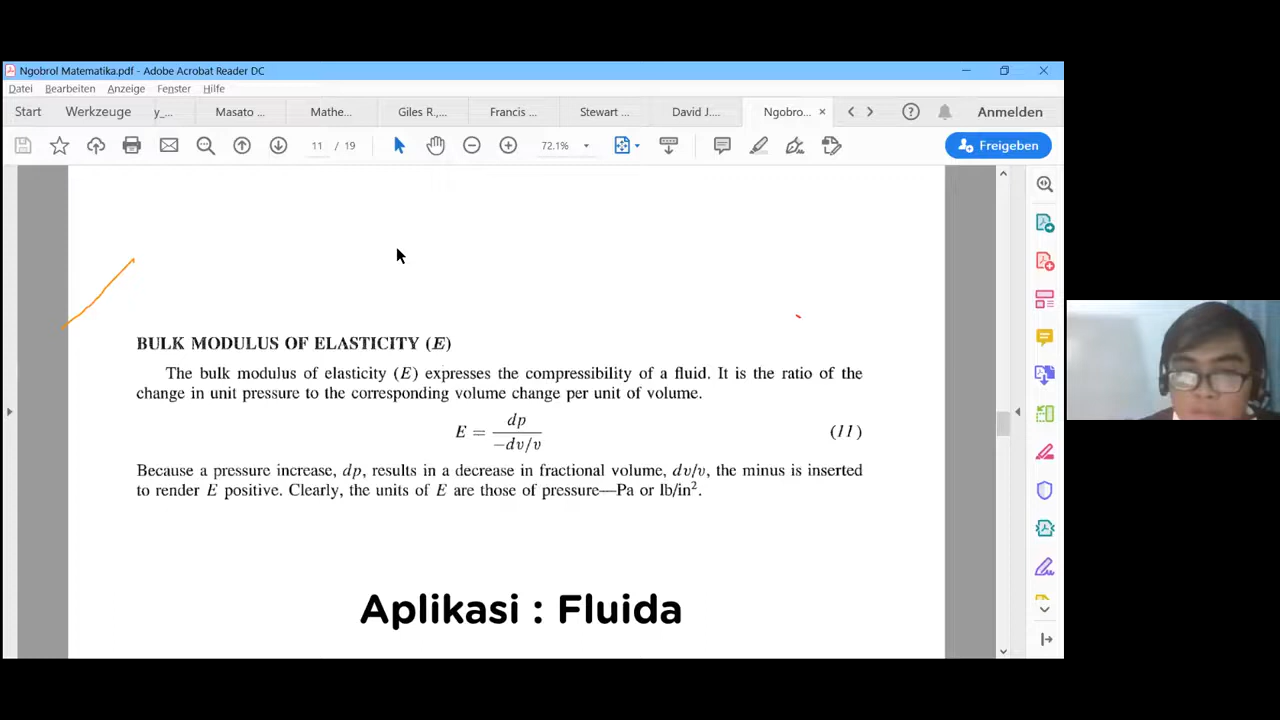 Ngobrol Matematika.pdf - Adobe Acrobat Reader DC
Datei Bearbeiten Anzeige Fenster Hilfe
Start Werkzeuge y_... Masato ... Mathe... Giles R.,... Francis ... Stewart ... David J.... Ngobro... × Anmelden
11 / 19 72.1% Freigeben
BULK MODULUS OF ELASTICITY (E)
The bulk modulus of elasticity (E) expresses the compressibility of a fluid. It is the ratio of the
change in unit pressure to the corresponding volume change per unit of volume.
E = dp / −dv/v (11)
Because a pressure increase, dp, results in a decrease in fractional volume, dv/v, the minus is inserted
to render E positive. Clearly, the units of E are those of pressure—Pa or lb/in².
Aplikasi : Fluida